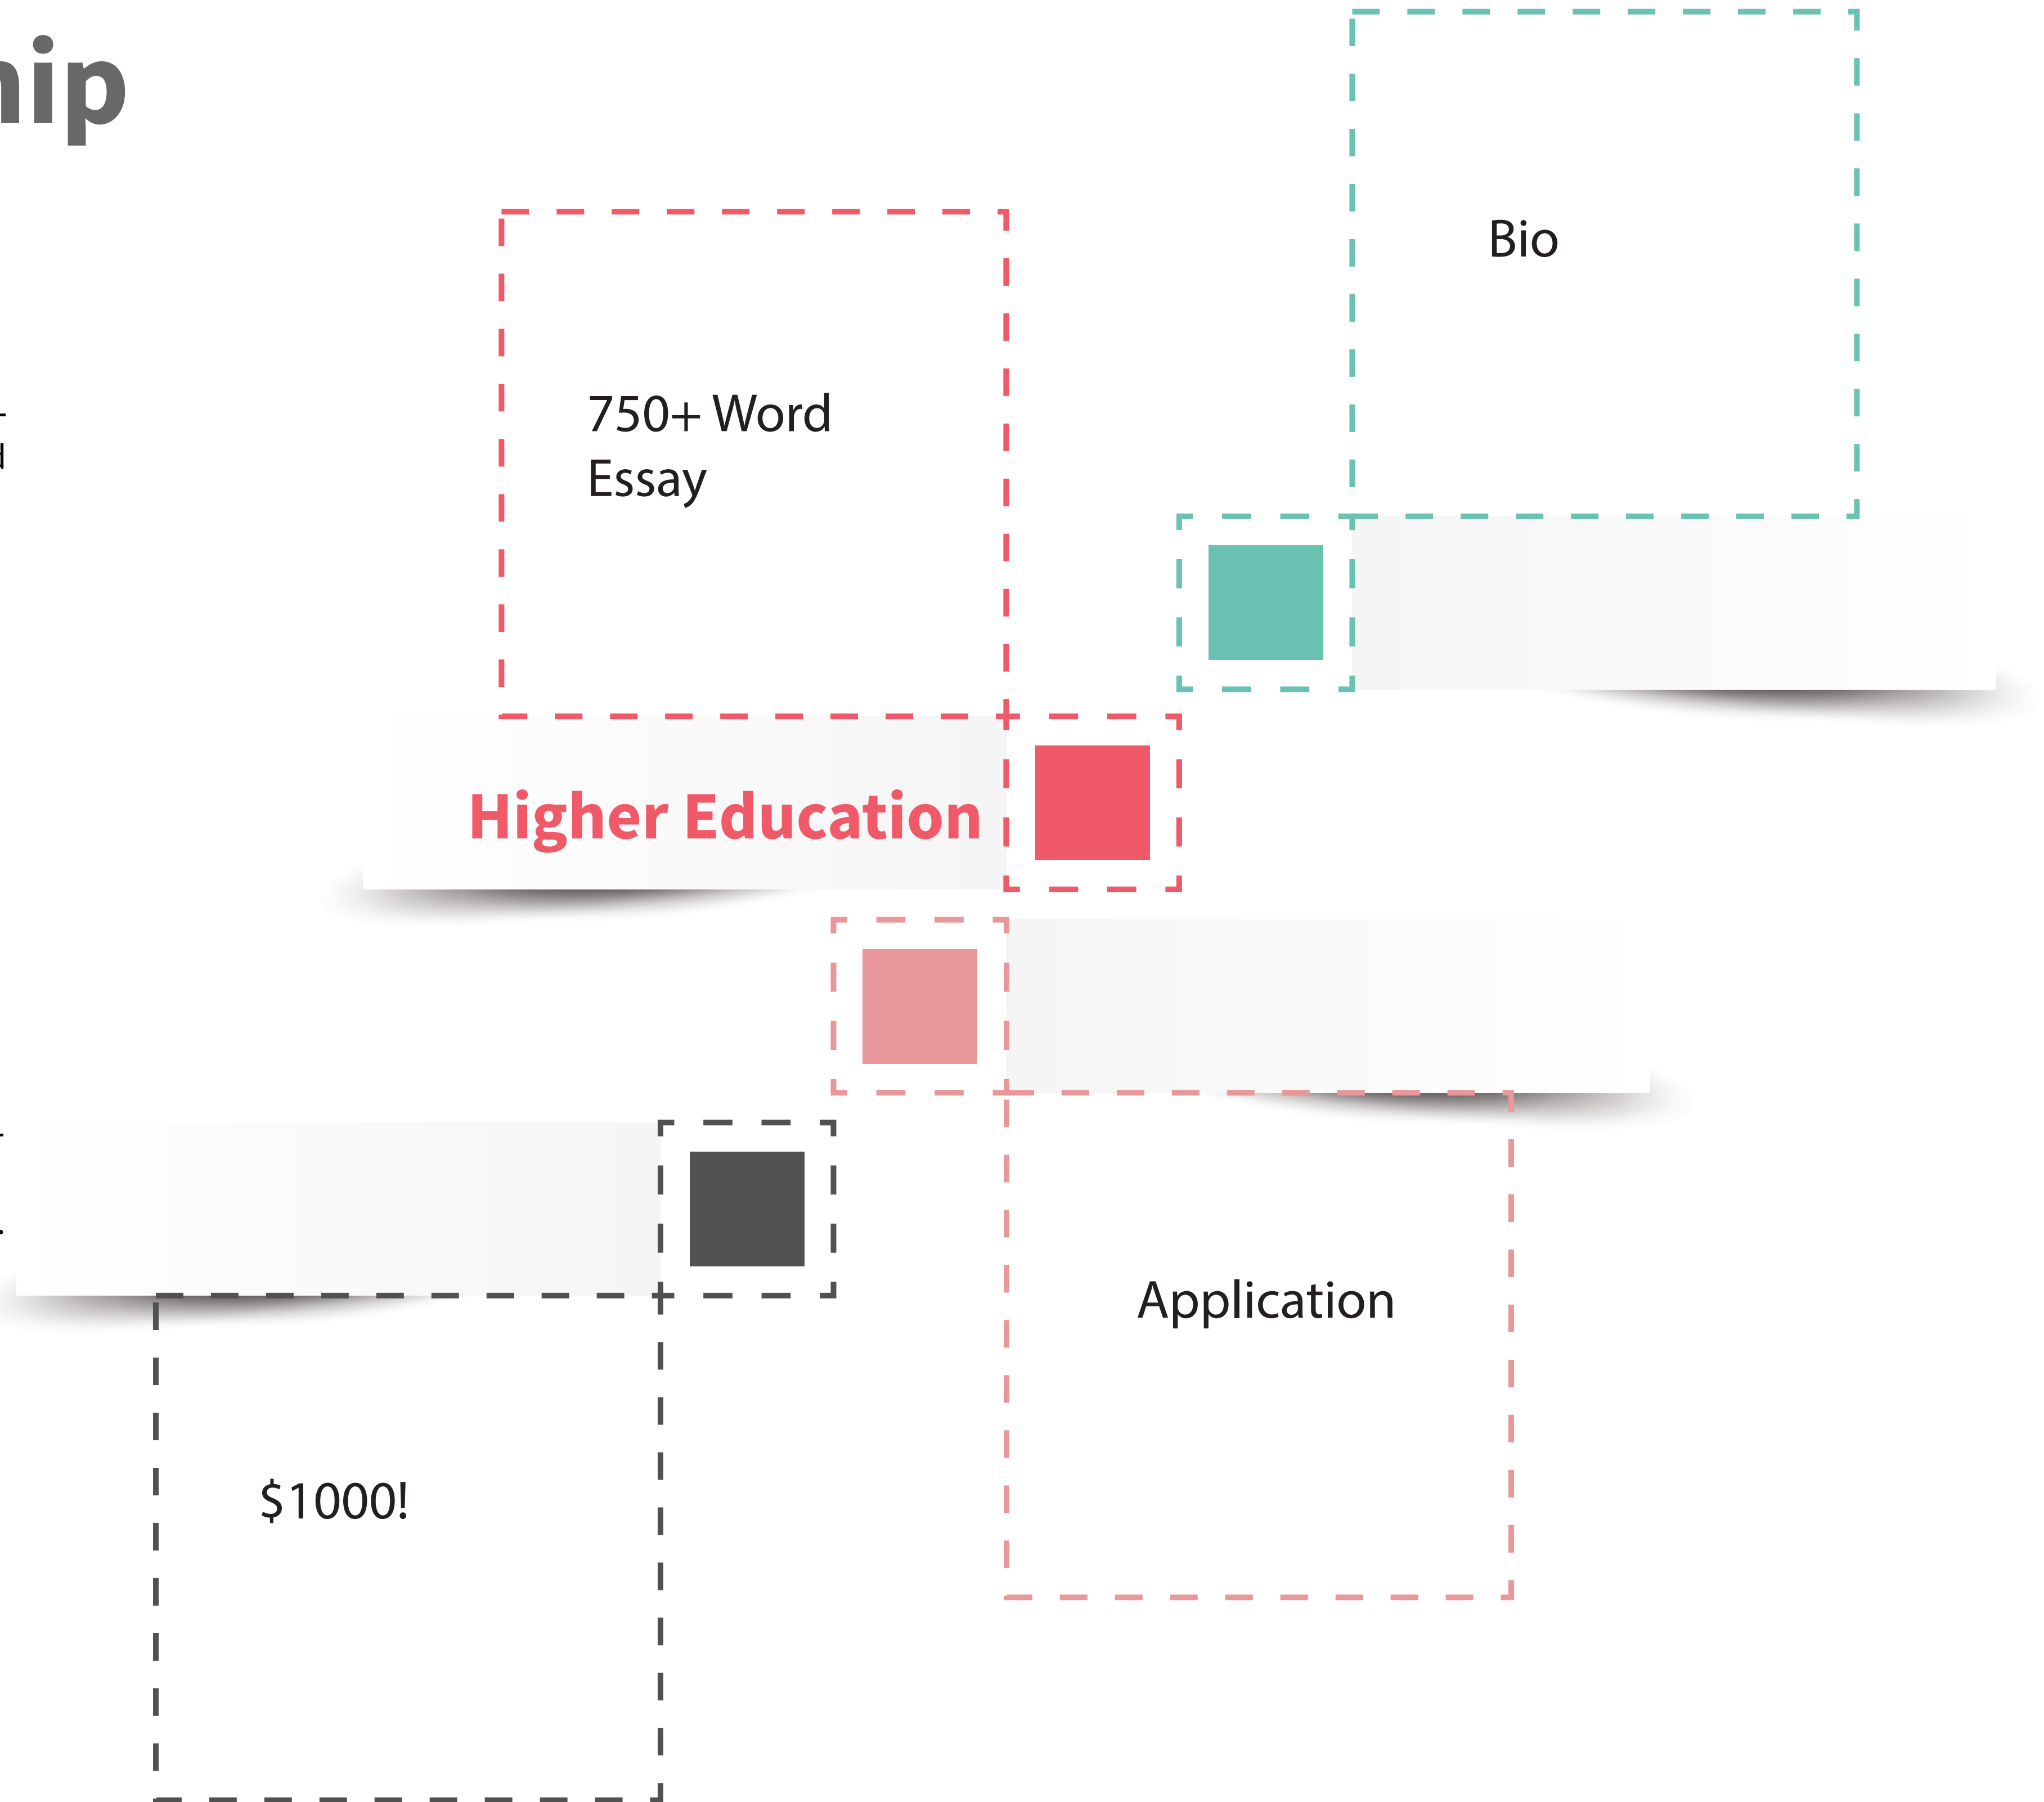 hip
Bio
750+ Word
Essay
Higher Education
Application
$1000!